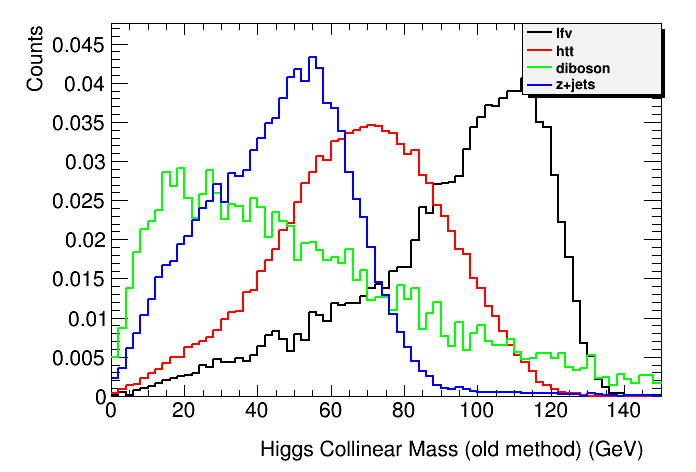 Counts
0.045
0.04
0.035
0.03
0.025
0.02
0.015
0.01
0.005
0
lfv
htt
diboson
z+jets
0 20 40 60 80 100 120 140
Higgs Collinear Mass (old method) (GeV)